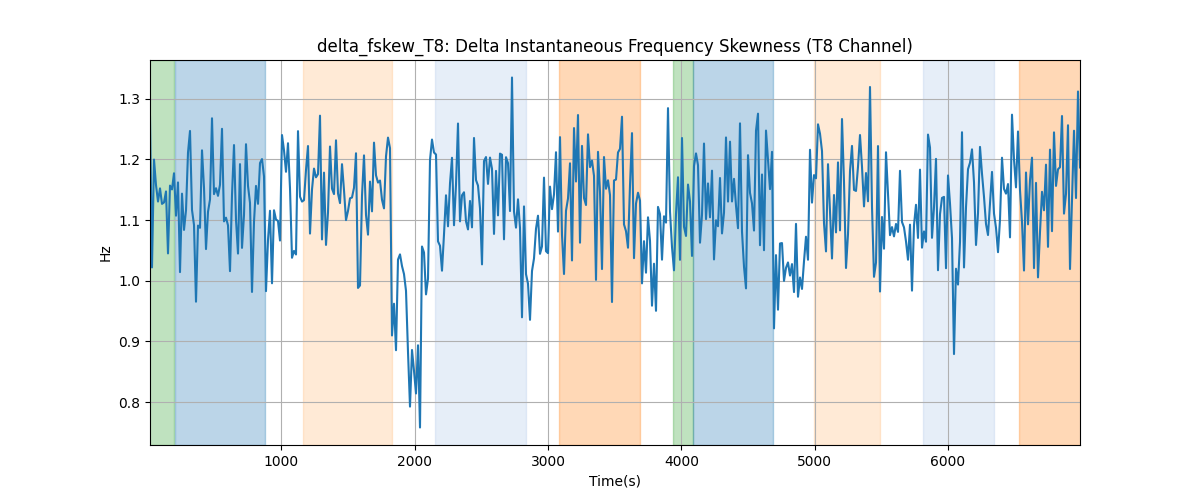 delta_fskew_T8: Delta Instantaneous Frequency Skewness (T8 Channel)
Hz
1.3
1.2
1.1
1.0
0.9
0.8
1000 2000 3000 4000 5000 6000
Time(s)